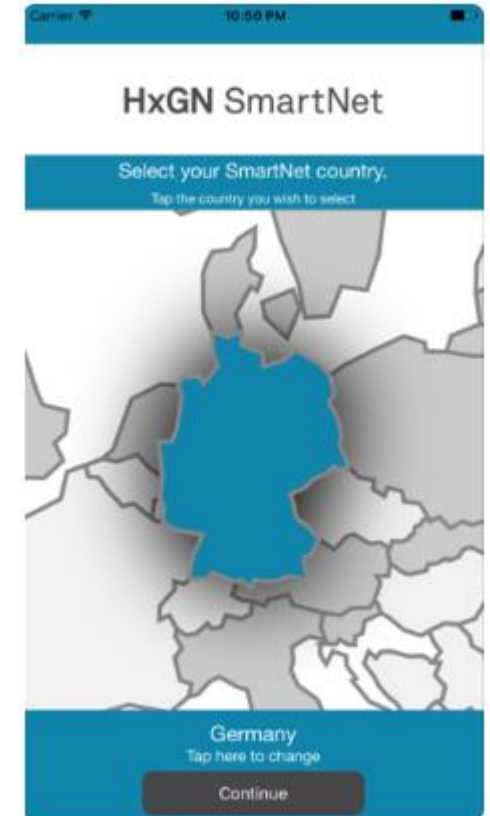 Carrier
10:50 PM
HxGN SmartNet
Select your SmartNet country.
Tap the country you wish to select
Germany
Tap here to change
Continue